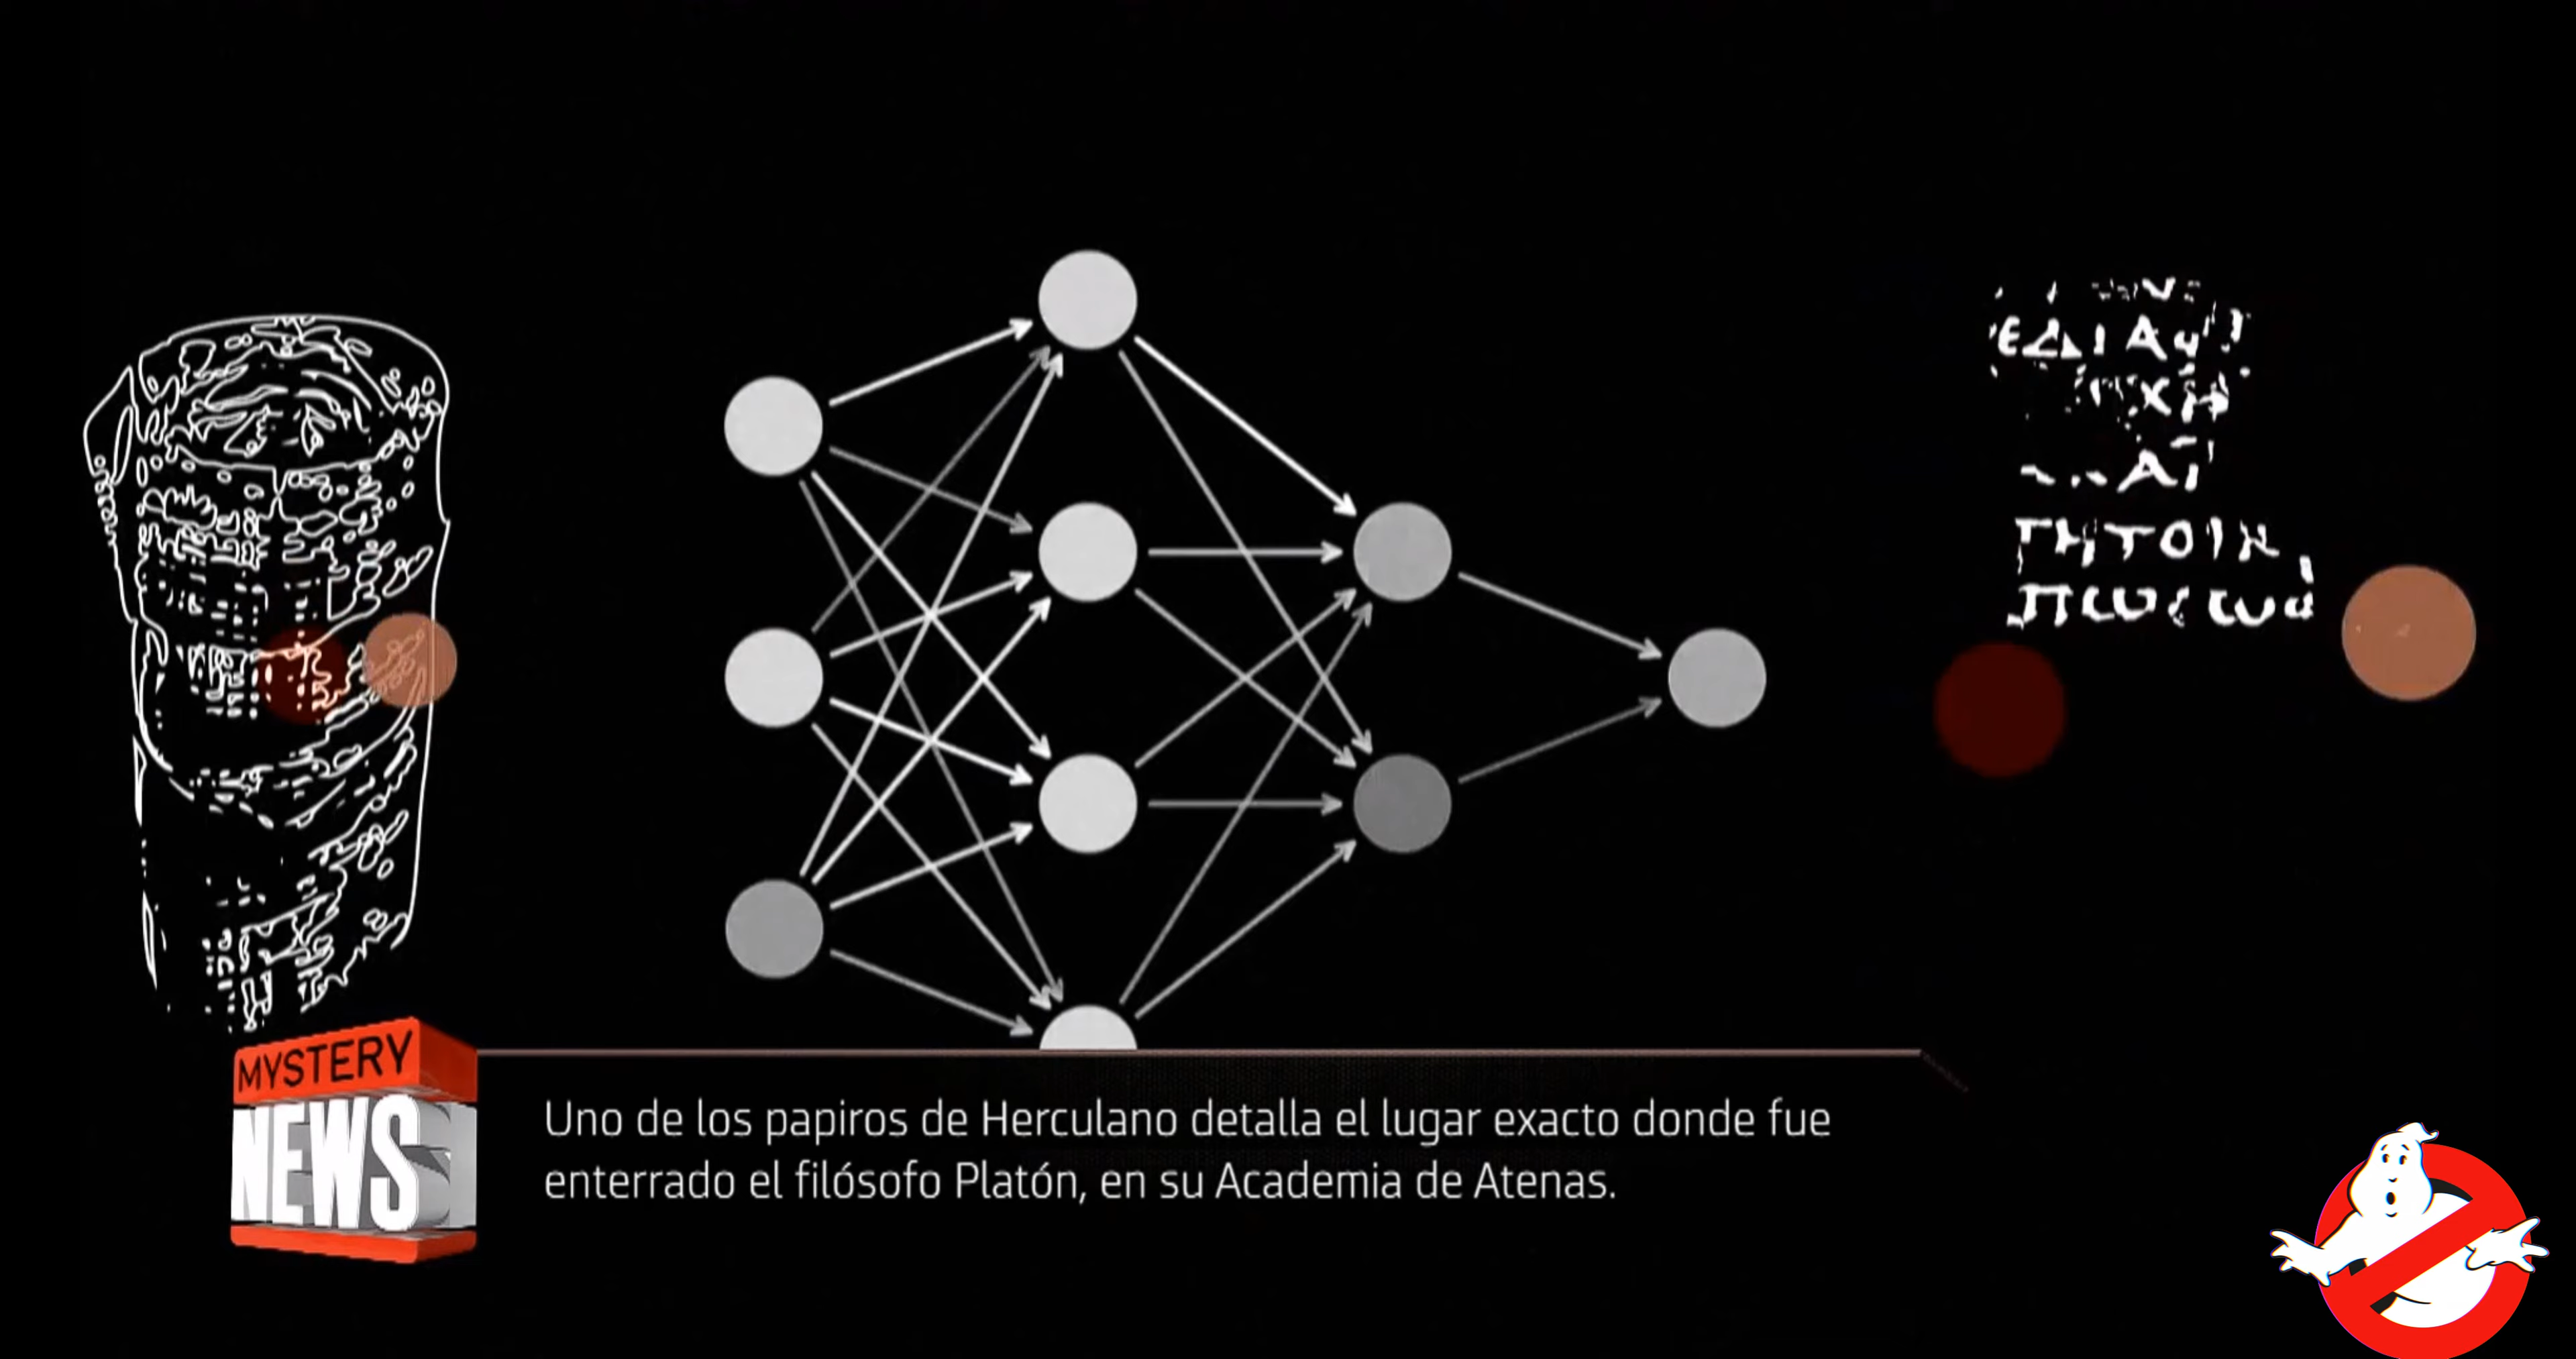 MYSTERY
NEWS
Uno de los papiros de Herculano detalla el lugar exacto donde fue
enterrado el filósofo Platón, en su Academia de Atenas.